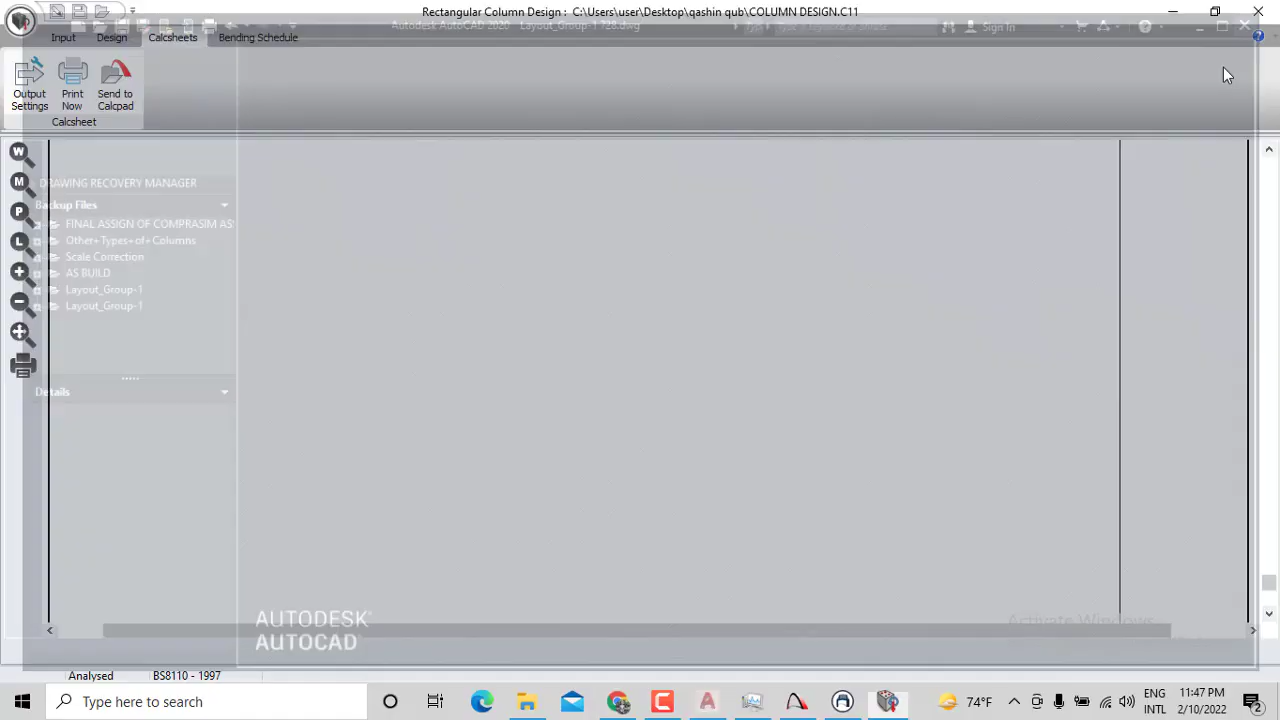 Rectangular Column Design : C:\Users\user\Desktop\qashin qub\COLUMN DESIGN.C11
Autodesk AutoCAD 2020 Layout_Group-1 728.dwg
Sign In
Input Design Calcsheets Bending Schedule
Output Settings
Print Now
Send to Calcpad
Calcsheet
W
M
P
L
DRAWING RECOVERY MANAGER
Backup Files
FINAL ASSIGN OF COMPRASIM AS
Other+Types+of+Columns
Scale Correction
AS BUILD
Layout_Group-1
Layout_Group-1
Details
AUTODESK
AUTOCAD
Activate Windows
Analysed BS8110 - 1997
Type here to search
74°F
ENG
INTL
11:47 PM
2/10/2022
2